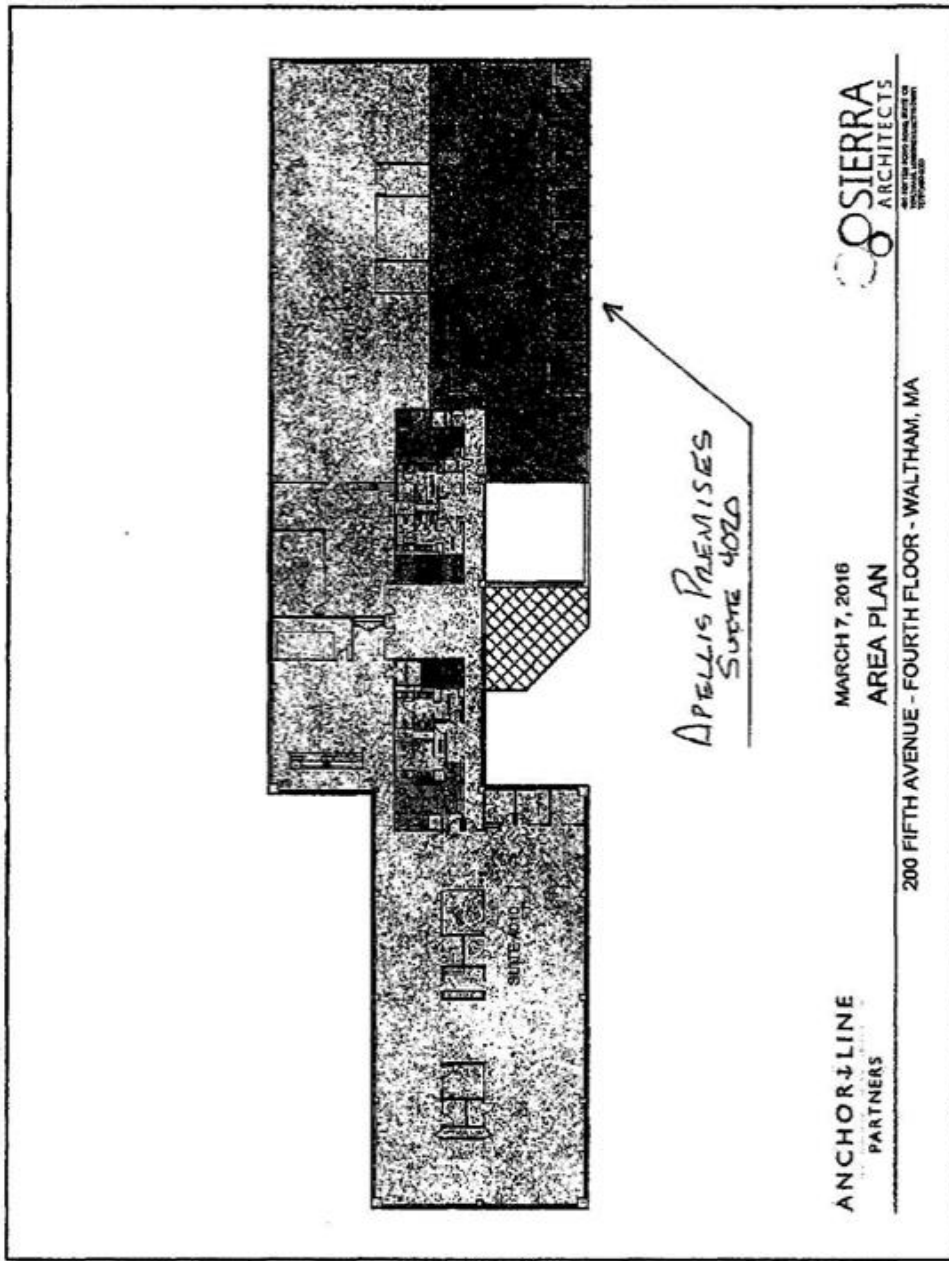 SUITE 4010
APELLIS PREMISES
SUITE 4020
ANCHOR LINE
PARTNERS
MARCH 7, 2016
AREA PLAN
200 FIFTH AVENUE - FOURTH FLOOR - WALTHAM, MA
SIERRA
ARCHITECTS